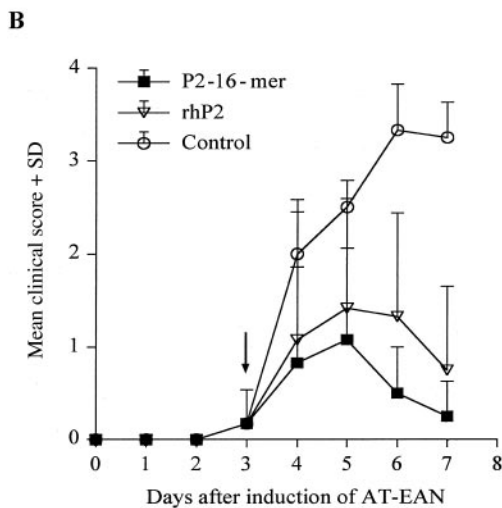 B
P2-16-mer
rhP2
Control
4
3
2
1
0
Mean clinical score + SD
0 1 2 3 4 5 6 7 8
Days after induction of AT-EAN